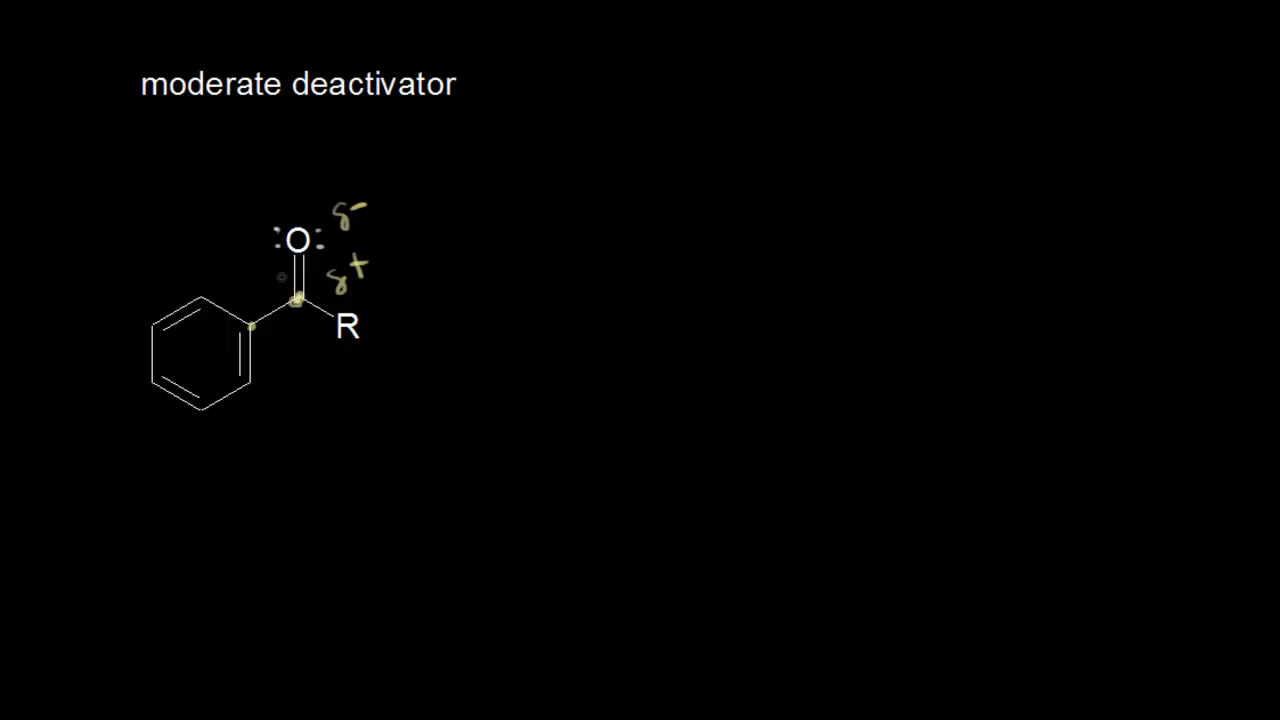 moderate deactivator
δ-
:O:
δ+
R